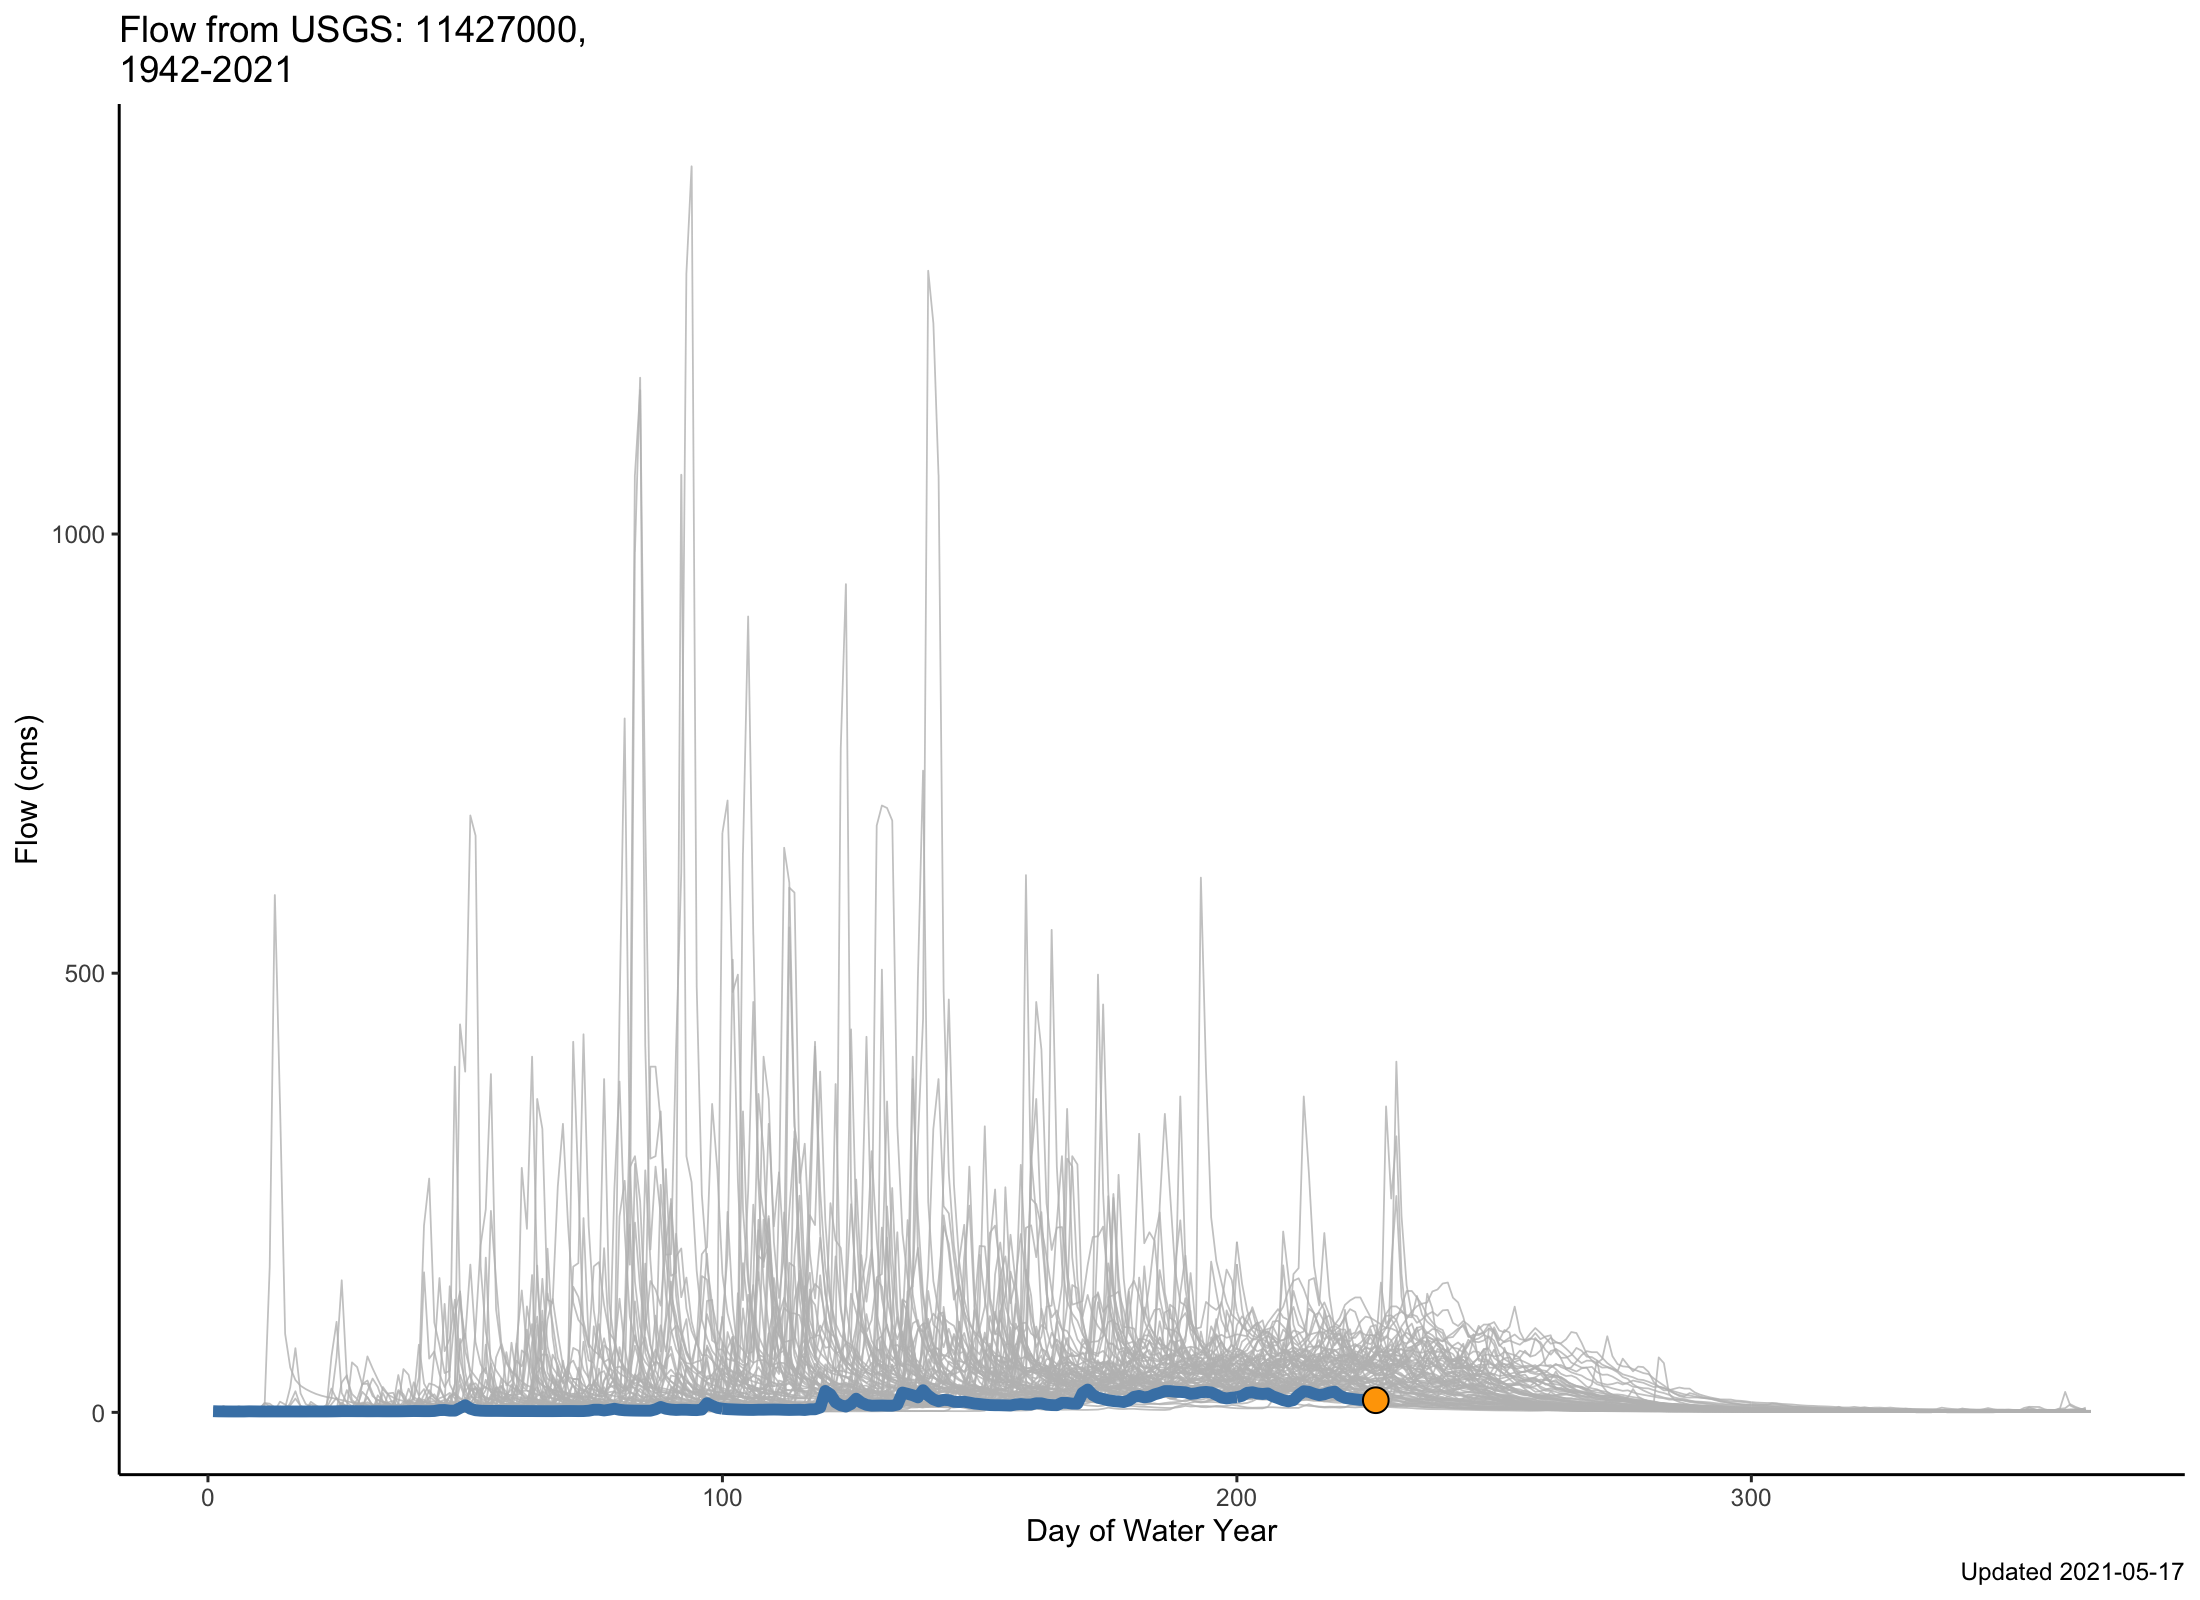 Flow from USGS: 11427000,
1942-2021
Flow (cms)
1000
500
0
0
100
200
300
Day of Water Year
Updated 2021-05-17